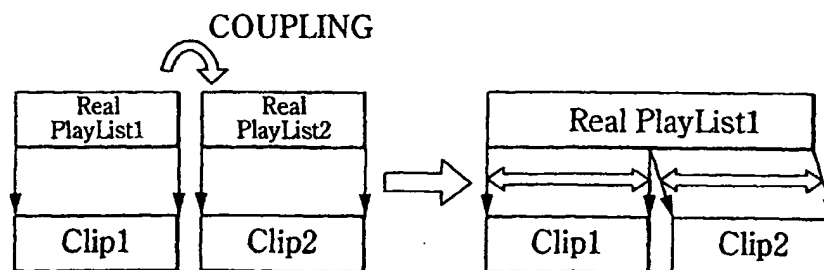 COUPLING
Real
PlayList1
Real
PlayList2
Real PlayList1
Clip1
Clip2
Clip1
Clip2